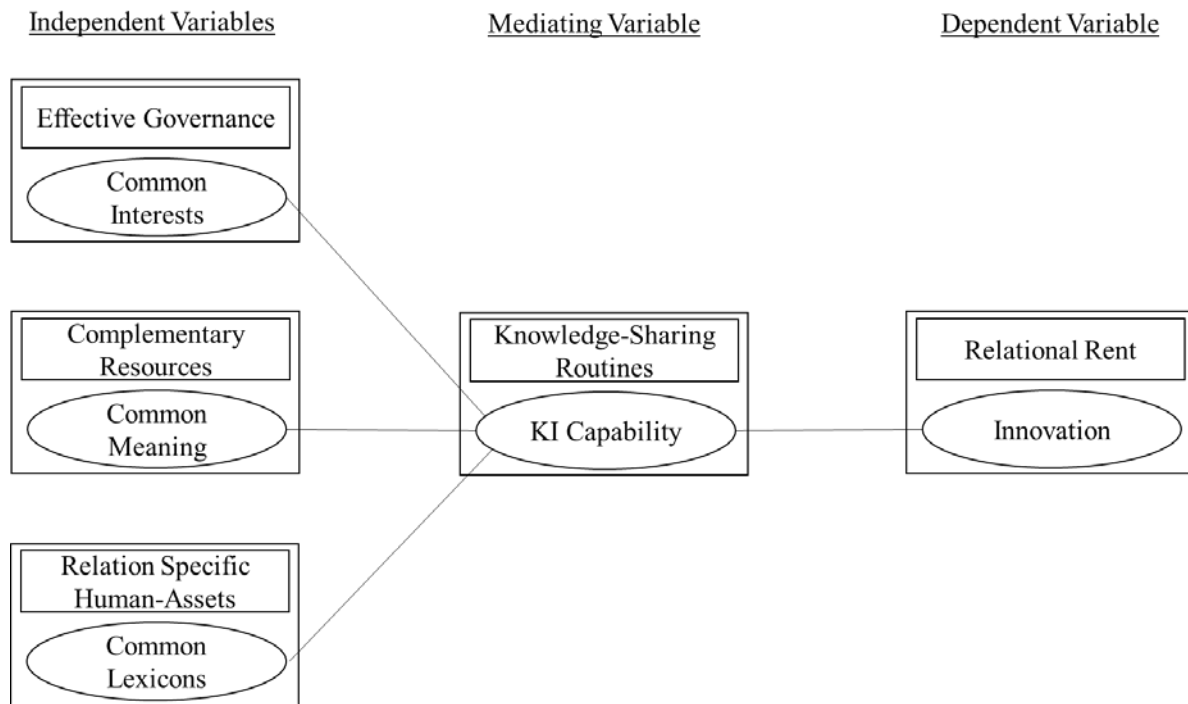 Independent Variables
Mediating Variable
Dependent Variable
Effective Governance
Common
Interests
Complementary
Resources
Common
Meaning
Relation Specific
Human-Assets
Common
Lexicons
Knowledge-Sharing
Routines
KI Capability
Relational Rent
Innovation